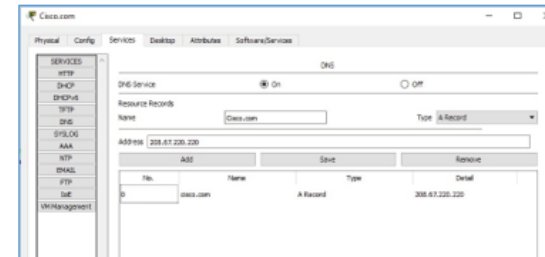 Cisco.com
Physical Config Services Desktop Attributes Software/Services
SERVICES
HTTP
DHCP
DHCPv6
TFTP
DNS
SYSLOG
AAA
NTP
EMAIL
FTP
IoE
VM Management
DNS
DNS Service On Off
Resource Records
Name Cisco.com Type A Record
Address 208.67.220.220
Add Save Remove
No. Name Type Detail
0 cisco.com A Record 208.67.220.220